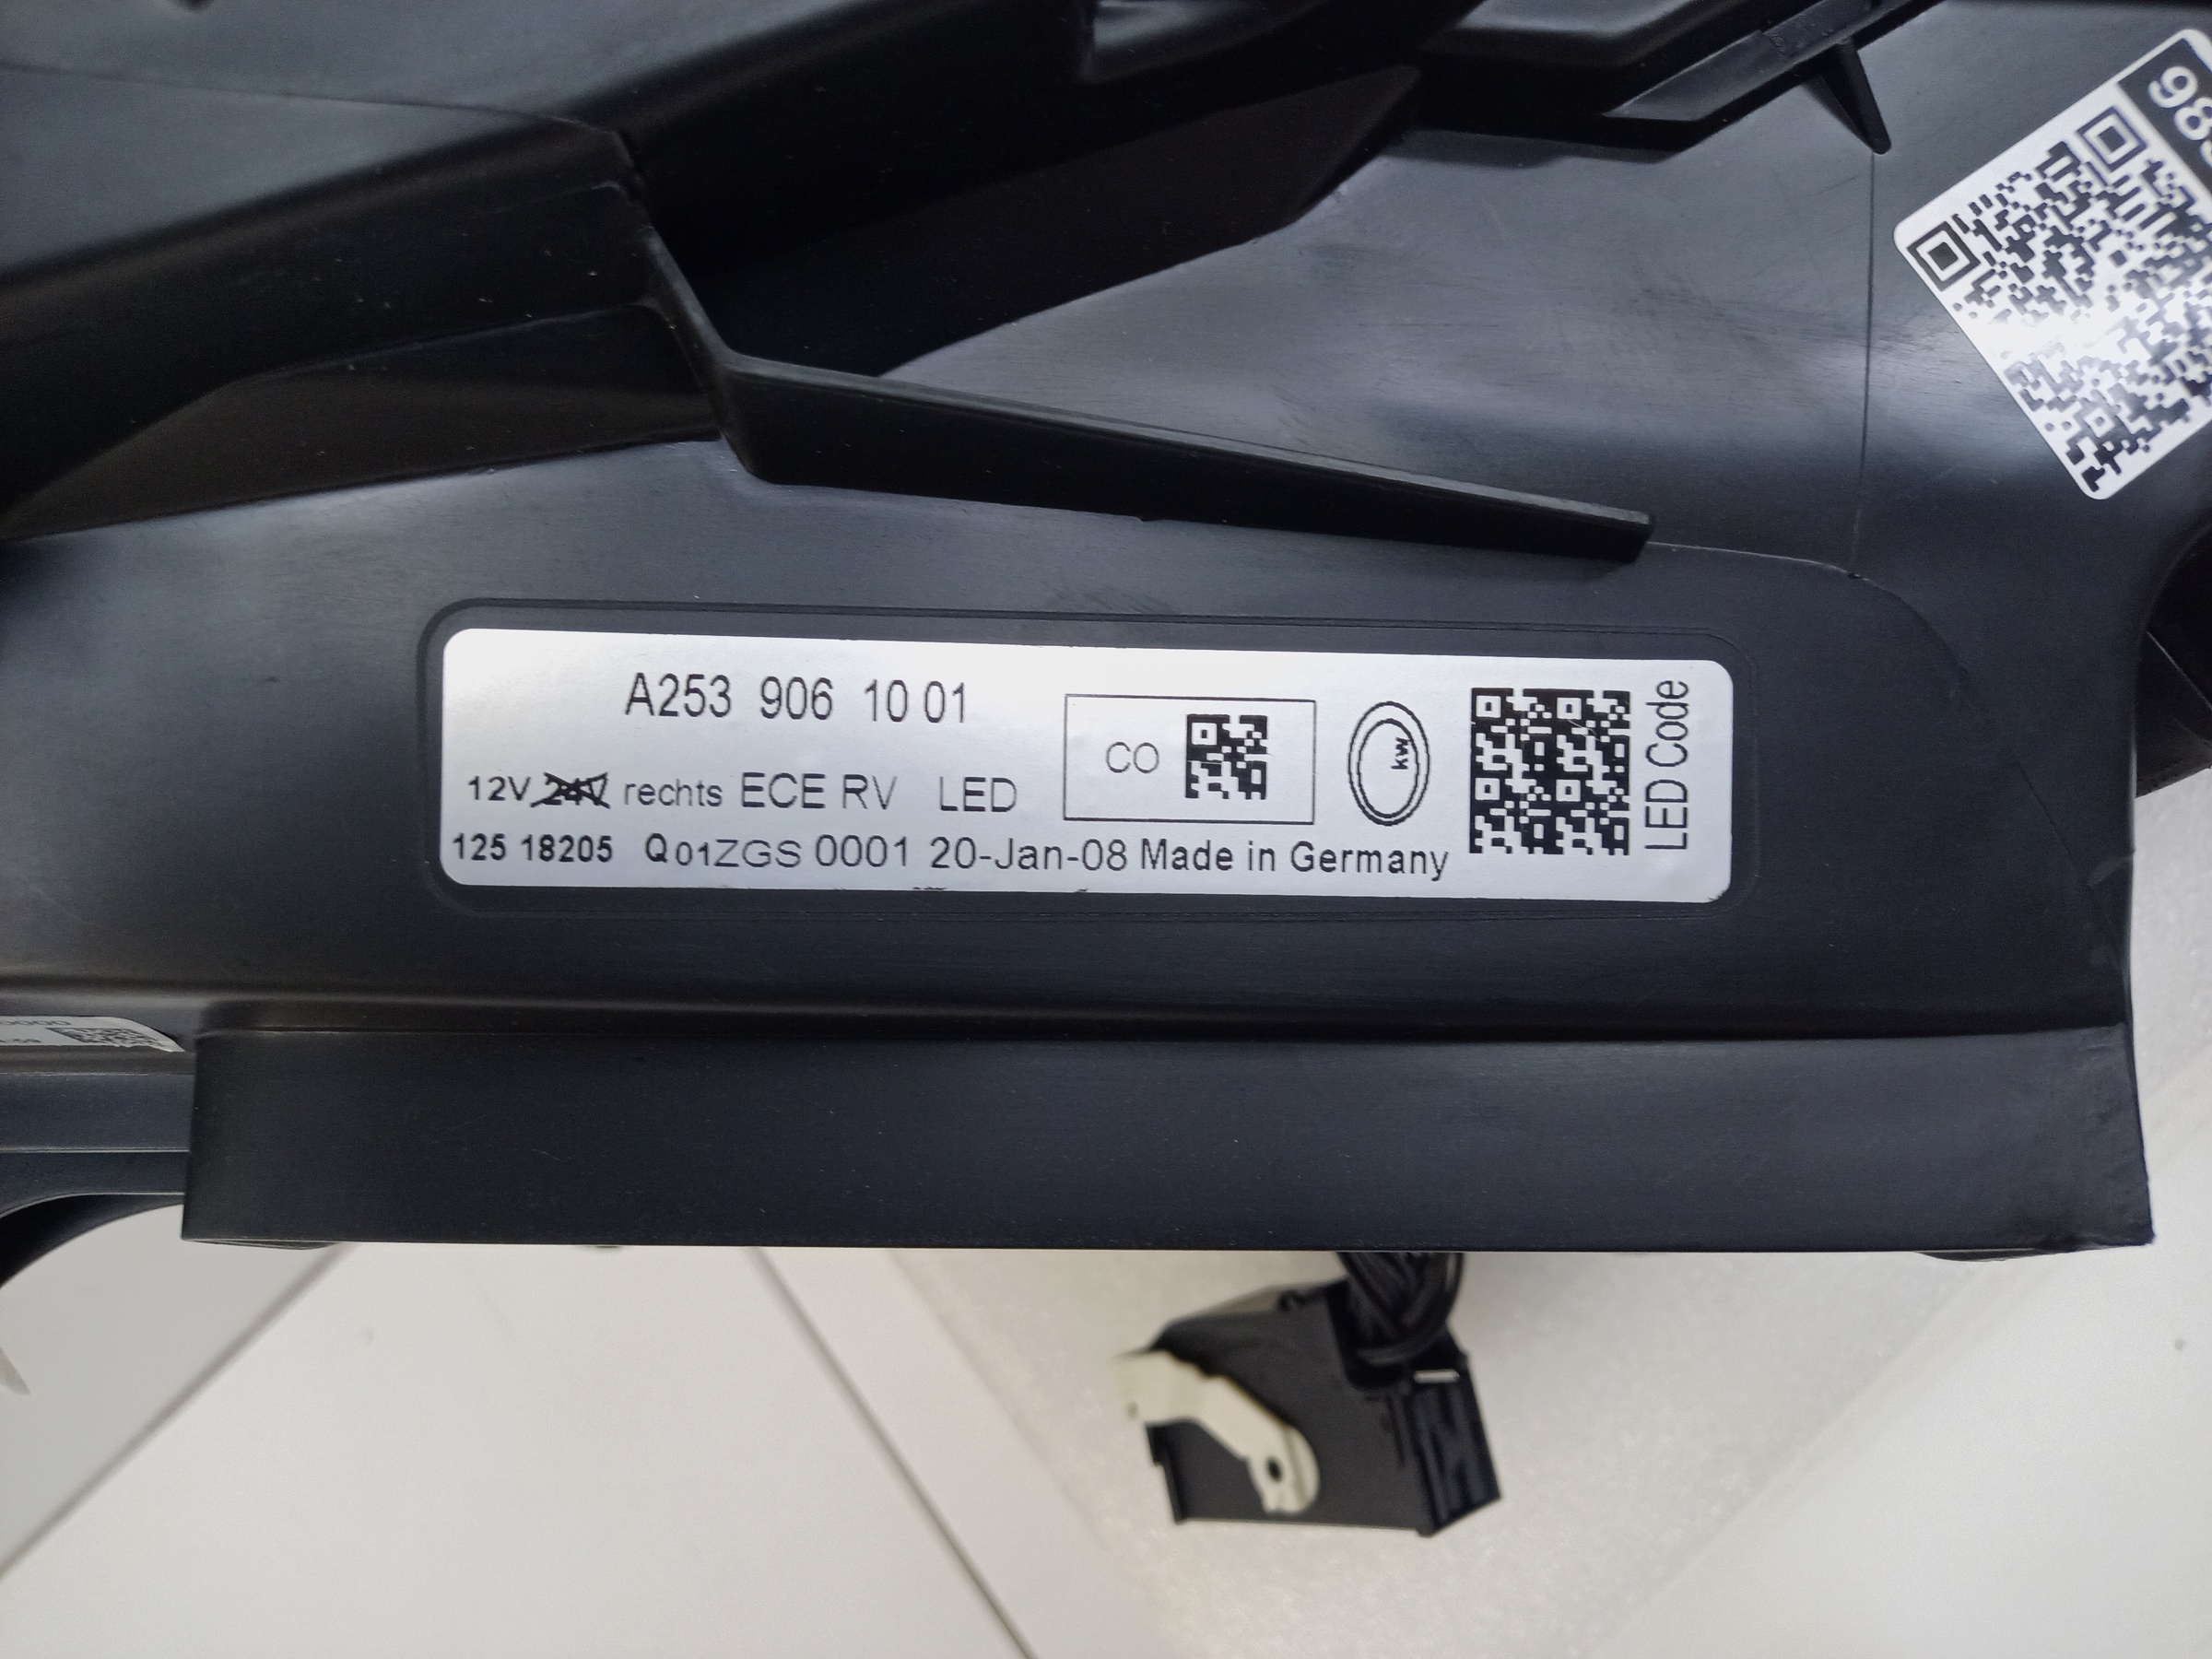 986
A253 906 10 01
CO
kw
LED Code
12V 24V rechts ECE RV LED
125 18205 Q01ZGS 0001 20-Jan-08 Made in Germany